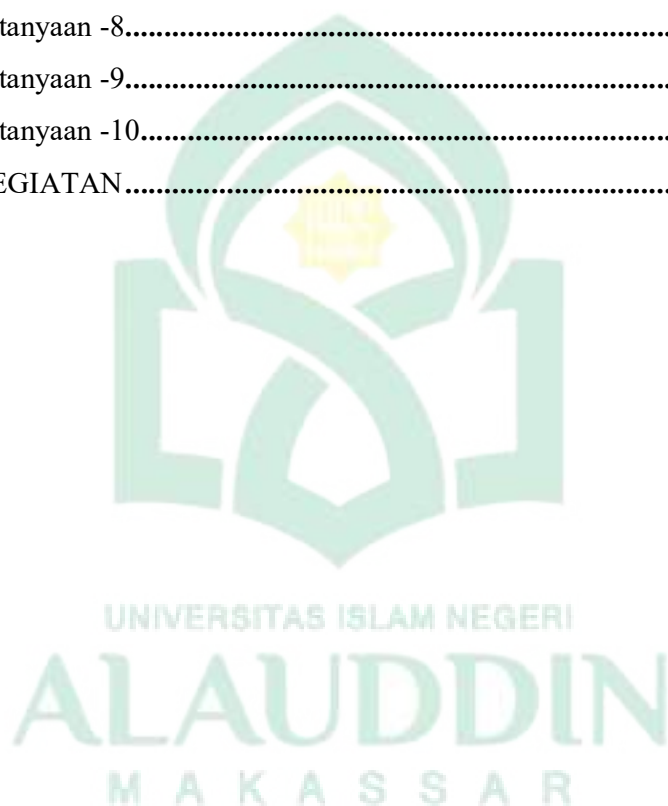 tanyaan -8..........................................................................................
tanyaan -9..........................................................................................
tanyaan -10........................................................................................
EGIATAN..........................................................................................
UNIVERSITAS ISLAM NEGERI
ALAUDDIN
MAKASSAR